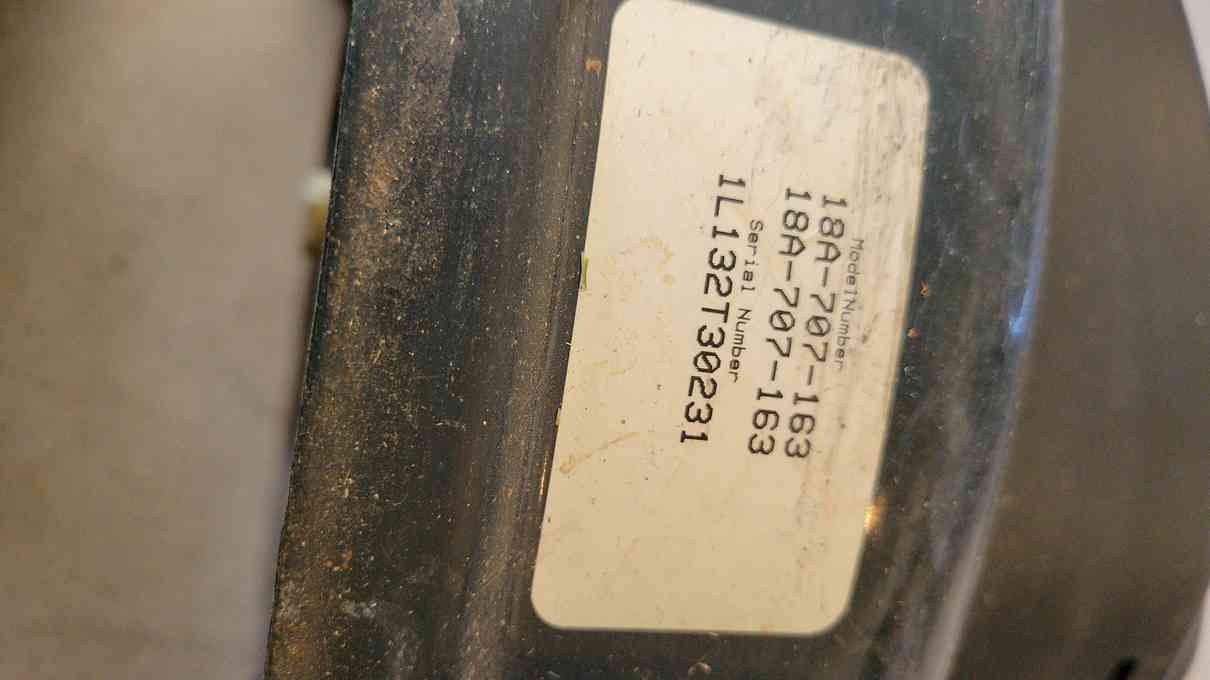 Model Number
18A-707-163
18A-707-163
Serial Number
1L132T30231